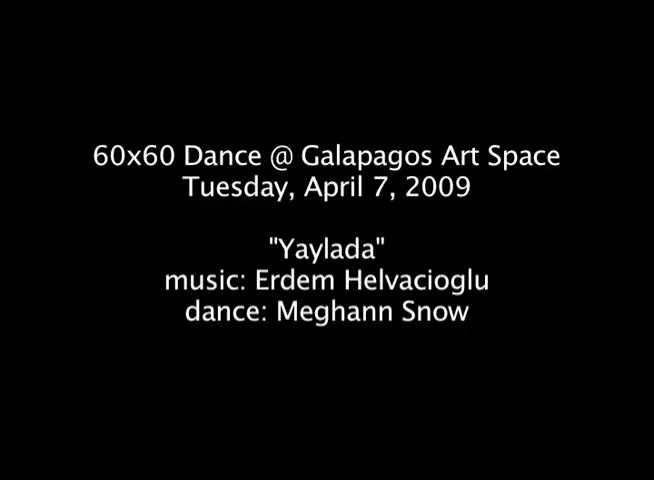 60x60 Dance @ Galapagos Art Space
Tuesday, April 7, 2009
"Yaylada"
music: Erdem Helvacioglu
dance: Meghann Snow